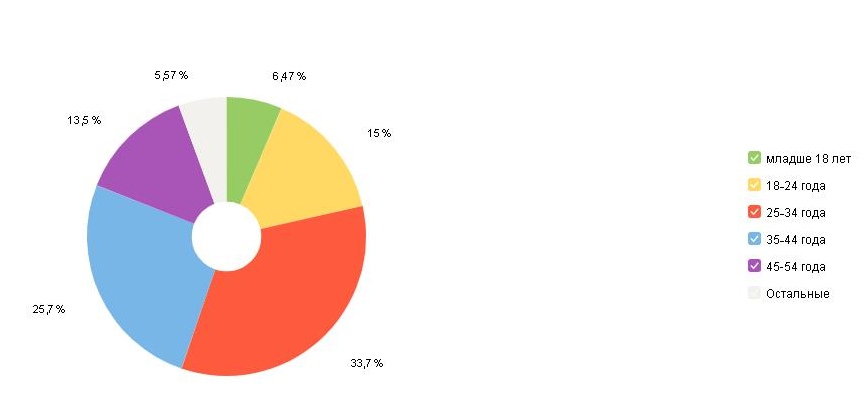 5,57 %
6,47 %
13,5 %
15 %
25,7 %
33,7 %
младше 18 лет
18-24 года
25-34 года
35-44 года
45-54 года
Остальные